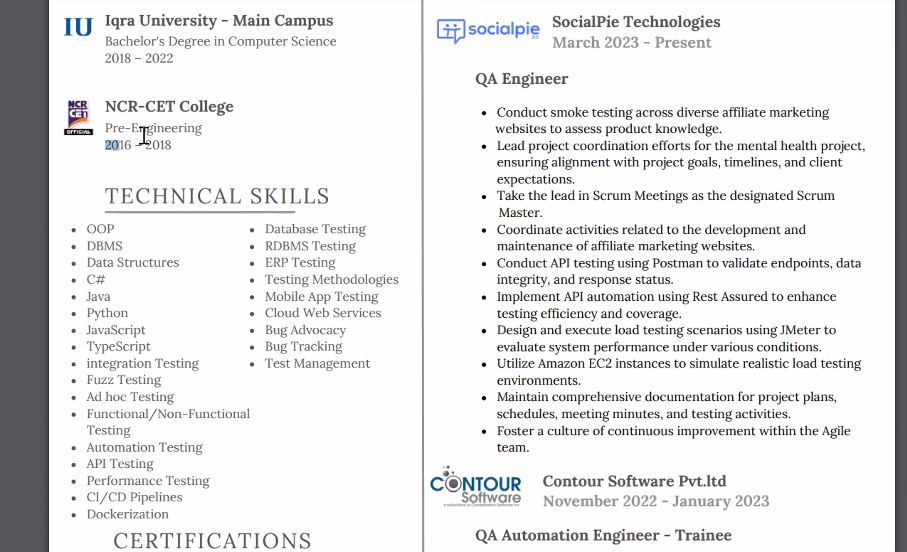 IU
Iqra University - Main Campus
Bachelor's Degree in Computer Science
2018 – 2022
NCR
CET
OFFICIAL
NCR-CET College
Pre-Engineering
2016 – 2018
TECHNICAL SKILLS
OOP
DBMS
Data Structures
C#
Java
Python
JavaScript
TypeScript
integration Testing
Fuzz Testing
Ad hoc Testing
Functional/Non-Functional
Testing
Automation Testing
API Testing
Performance Testing
CI/CD Pipelines
Dockerization
Database Testing
RDBMS Testing
ERP Testing
Testing Methodologies
Mobile App Testing
Cloud Web Services
Bug Advocacy
Bug Tracking
Test Management
CERTIFICATIONS
socialpie
SocialPie Technologies
March 2023 - Present
QA Engineer
Conduct smoke testing across diverse affiliate marketing
websites to assess product knowledge.
Lead project coordination efforts for the mental health project,
ensuring alignment with project goals, timelines, and client
expectations.
Take the lead in Scrum Meetings as the designated Scrum
Master.
Coordinate activities related to the development and
maintenance of affiliate marketing websites.
Conduct API testing using Postman to validate endpoints, data
integrity, and response status.
Implement API automation using Rest Assured to enhance
testing efficiency and coverage.
Design and execute load testing scenarios using JMeter to
evaluate system performance under various conditions.
Utilize Amazon EC2 instances to simulate realistic load testing
environments.
Maintain comprehensive documentation for project plans,
schedules, meeting minutes, and testing activities.
Foster a culture of continuous improvement within the Agile
team.
CONTOUR
Software
Contour Software Pvt.ltd
November 2022 - January 2023
QA Automation Engineer - Trainee